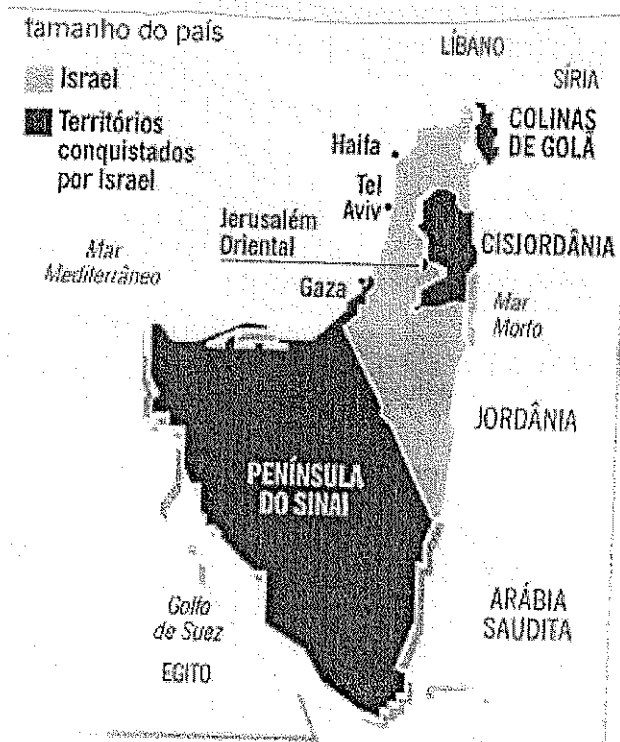 tamanho do país
Israel
Territórios
conquistados
por Israel
LÍBANO
SÍRIA
COLINAS
DE GOLÃ
Haifa
Tel
Aviv
Jerusalém
Oriental
CISJORDÂNIA
Mar
Mediterrâneo
Gaza
Mar
Morto
JORDÂNIA
PENÍNSULA
DO SINAI
Golfo
de Suez
EGITO
ARÁBIA
SAUDITA